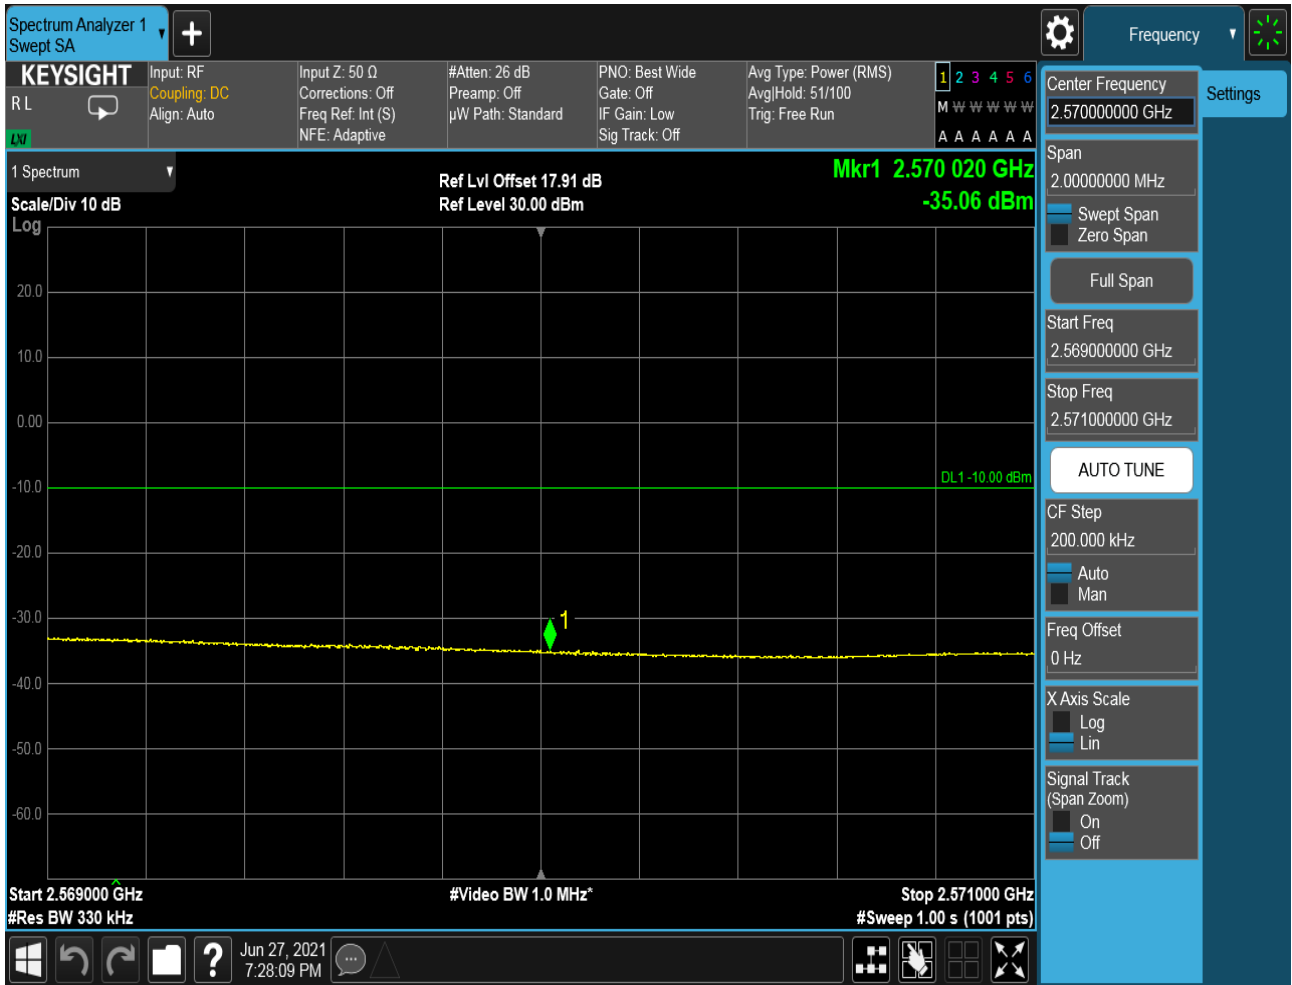 Spectrum Analyzer 1
Swept SA
Frequency
KEYSIGHT
R L
LXI
Input: RF
Coupling: DC
Align: Auto
Input Z: 50 Ω
Corrections: Off
Freq Ref: Int (S)
NFE: Adaptive
#Atten: 26 dB
Preamp: Off
µW Path: Standard
PNO: Best Wide
Gate: Off
IF Gain: Low
Sig Track: Off
Avg Type: Power (RMS)
Avg|Hold: 51/100
Trig: Free Run
1 2 3 4 5 6
M W W W W W
A A A A A A
1 Spectrum
Scale/Div 10 dB
Log
Ref Lvl Offset 17.91 dB
Ref Level 30.00 dBm
Mkr1 2.570 020 GHz
-35.06 dBm
20.0
10.0
0.00
-10.0
DL1 -10.00 dBm
-20.0
-30.0
1
-40.0
-50.0
-60.0
Start 2.569000 GHz
#Video BW 1.0 MHz*
Stop 2.571000 GHz
#Res BW 330 kHz
#Sweep 1.00 s (1001 pts)
?
Jun 27, 2021
7:28:09 PM
Settings
Center Frequency
2.570000000 GHz
Span
2.00000000 MHz
Swept Span
Zero Span
Full Span
Start Freq
2.569000000 GHz
Stop Freq
2.571000000 GHz
AUTO TUNE
CF Step
200.000 kHz
Auto
Man
Freq Offset
0 Hz
X Axis Scale
Log
Lin
Signal Track
(Span Zoom)
On
Off